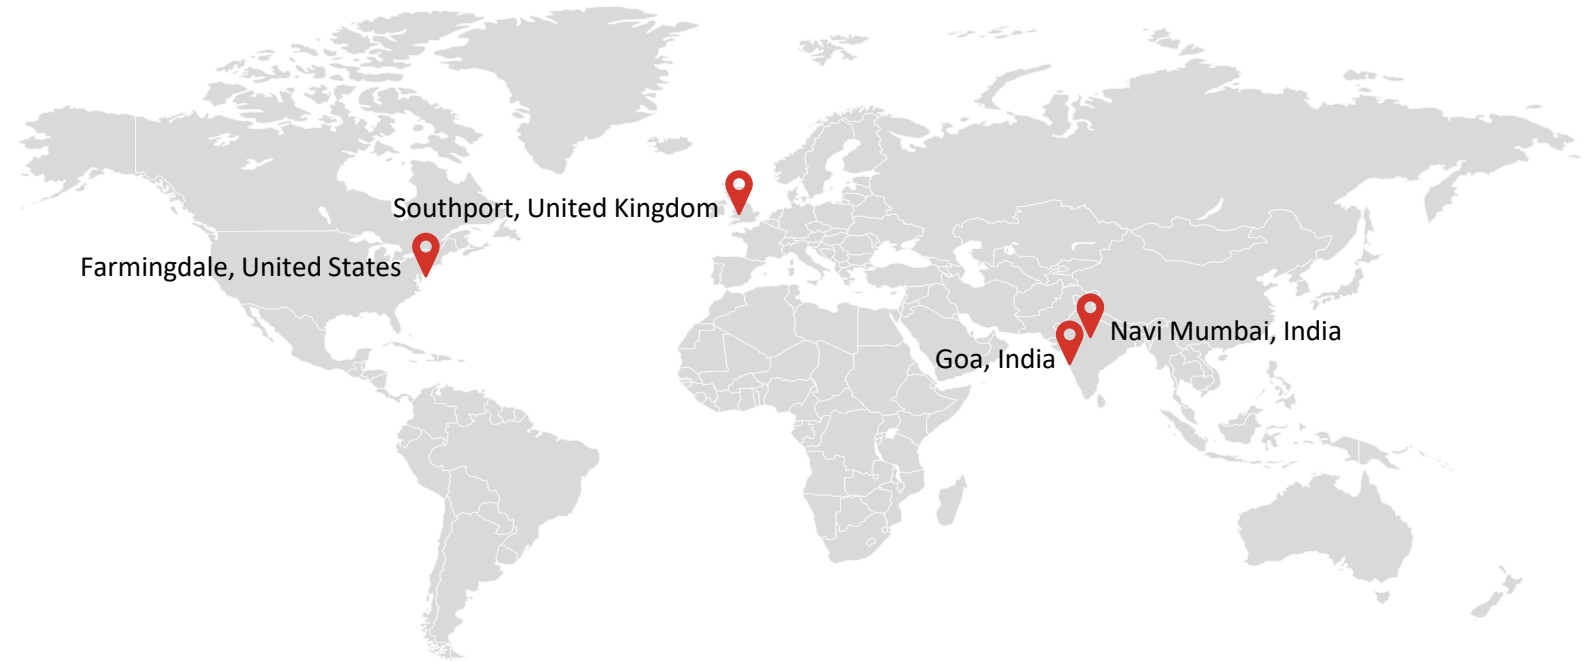 Southport, United Kingdom
Farmingdale, United States
Navi Mumbai, India
Goa, India